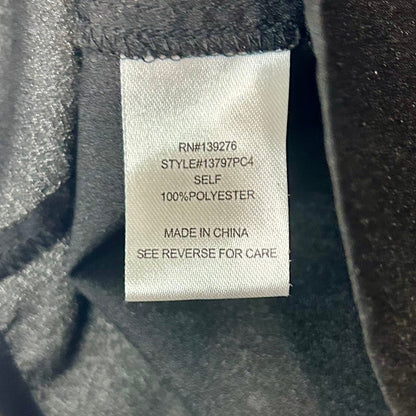 RN#139276
STYLE#13797PC4
SELF
100%POLYESTER
MADE IN CHINA
SEE REVERSE FOR CARE